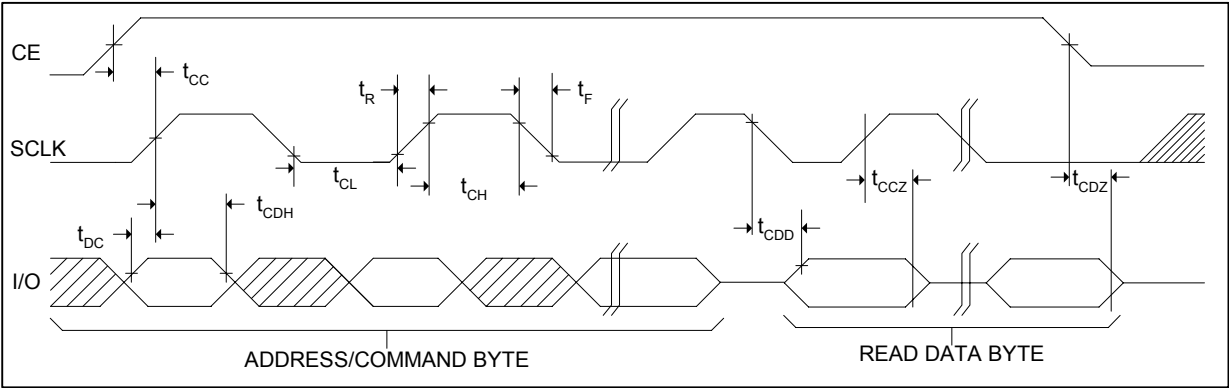 CE
t_CC
t_R
t_F
SCLK
t_CL
t_CH
t_CCZ
t_CDZ
t_CDH
t_DC
t_CDD
I/O
ADDRESS/COMMAND BYTE
READ DATA BYTE